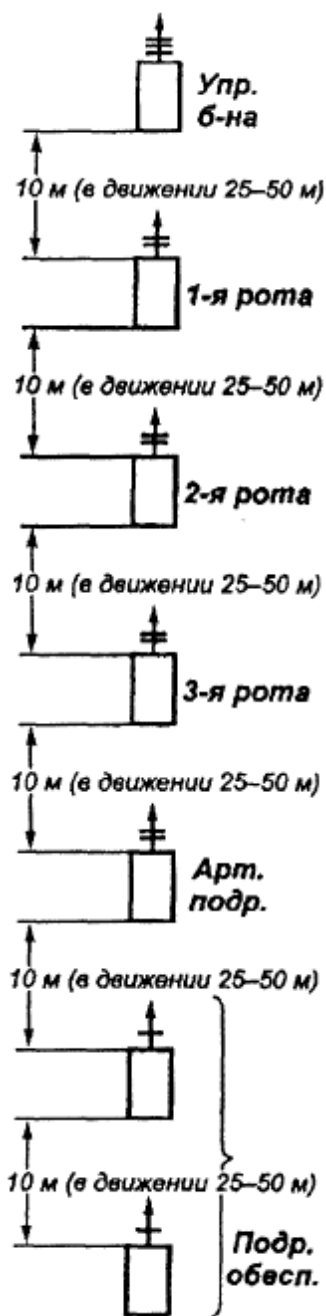 Упр.
б-на
10 м (в движении 25–50 м)
1-я рота
10 м (в движении 25–50 м)
2-я рота
10 м (в движении 25–50 м)
3-я рота
10 м (в движении 25–50 м)
Арт.
подр.
10 м (в движении 25–50 м)
10 м (в движении 25–50 м)
Подр.
обесп.